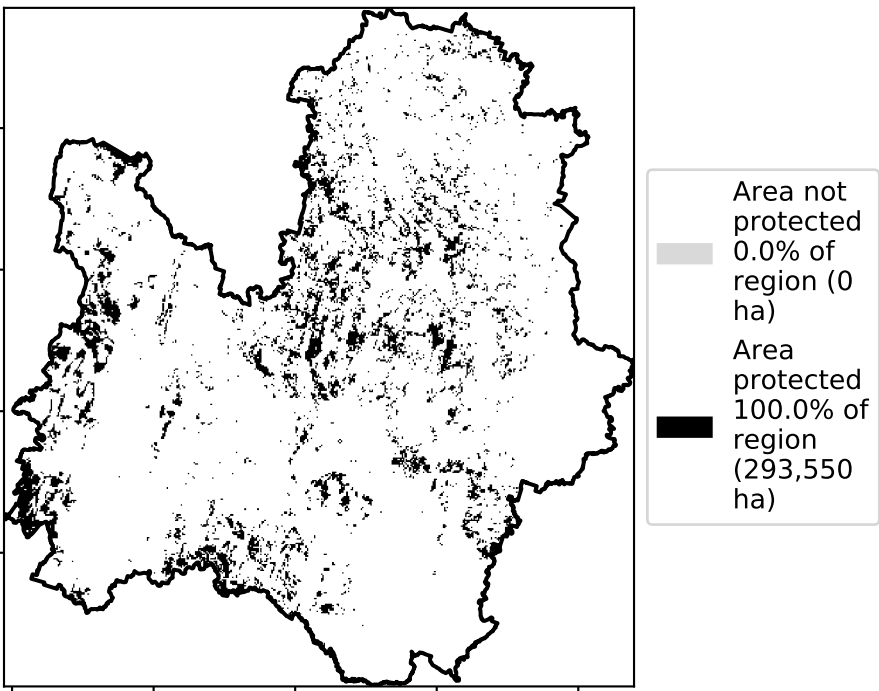 Area not
protected
0.0% of
region (0
ha)
Area
protected
100.0% of
region
(293,550
ha)